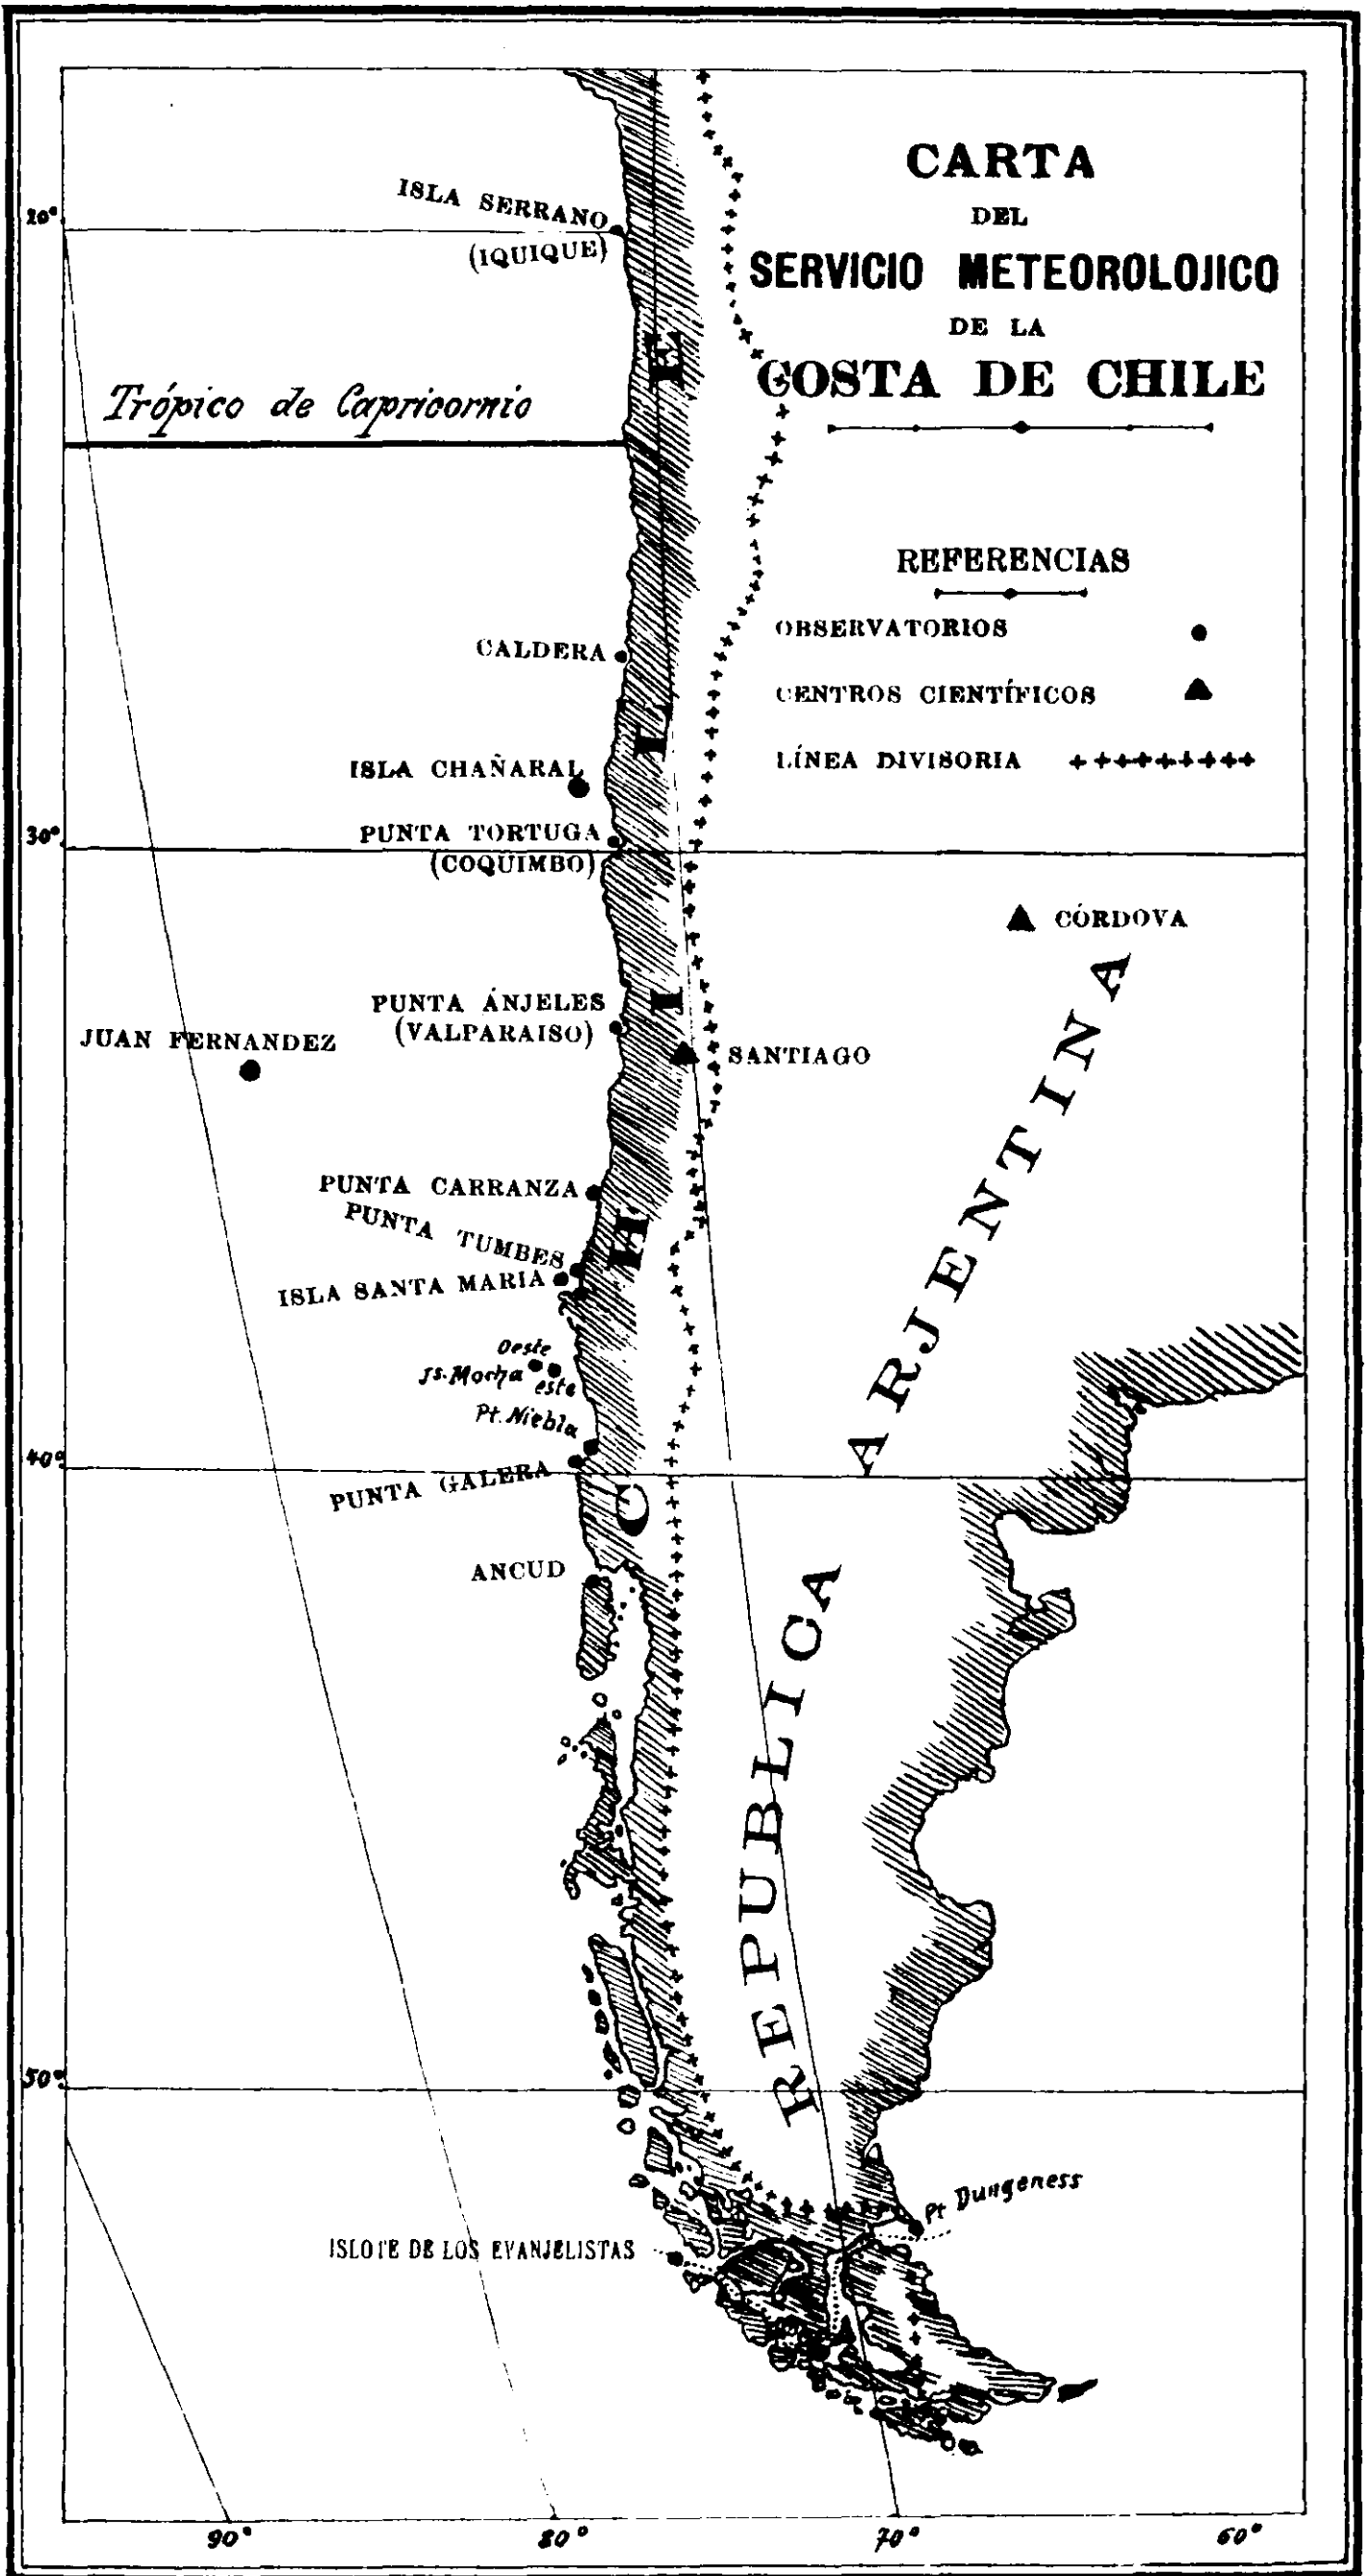 CARTA
DEL
SERVICIO METEOROLOJICO
DE LA
COSTA DE CHILE
REFERENCIAS
OBSERVATORIOS
CENTROS CIENTÍFICOS
LÍNEA DIVISORIA
ISLA SERRANO
(IQUIQUE)
Trópico de Capricornio
CALDERA
ISLA CHAÑARAL
PUNTA TORTUGA
(COQUIMBO)
CÓRDOVA
PUNTA ÁNJELES
(VALPARAISO)
JUAN FERNANDEZ
SANTIAGO
PUNTA CARRANZA
PUNTA TUMBES
ISLA SANTA MARIA
Oeste
Js. Mocha
este
Pt. Niebla
PUNTA GALERA
ANCUD
CHILE
REPUBLICA ARJENTINA
Pt Dungeness
ISLOTE DE LOS EVANJELISTAS
20°
30°
40°
50°
90°
80°
70°
60°